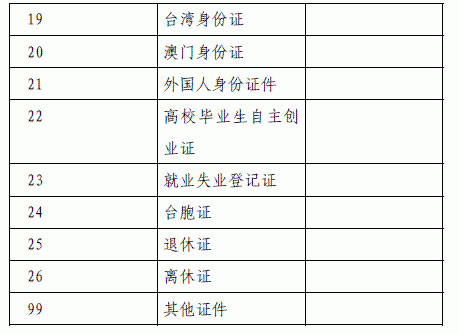 19 台湾身份证
20 澳门身份证
21 外国人身份证件
22 高校毕业生自主创
业证
23 就业失业登记证
24 台胞证
25 退休证
26 离休证
99 其他证件